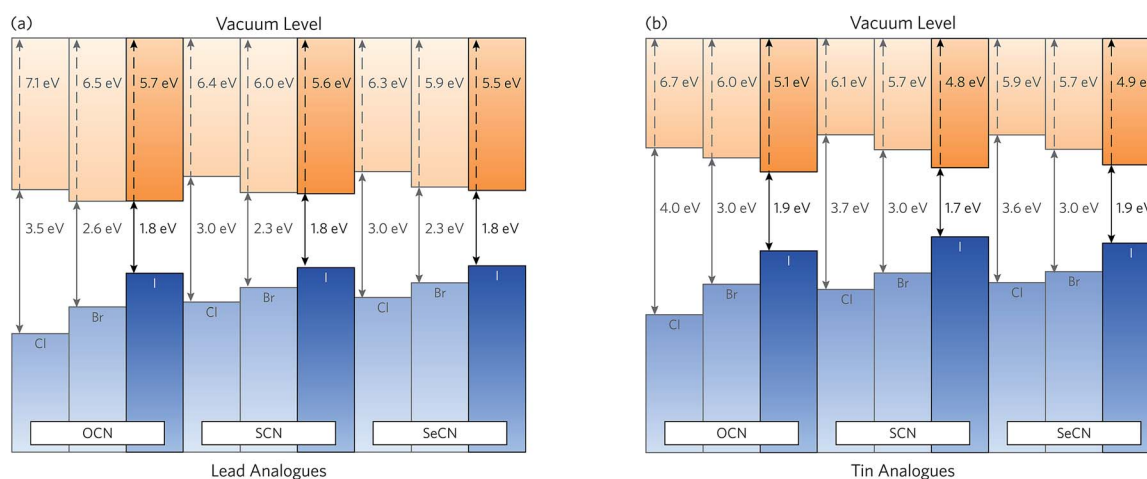 (a)
Vacuum Level
7.1 eV 6.5 eV 5.7 eV 6.4 eV 6.0 eV 5.6 eV 6.3 eV 5.9 eV 5.5 eV
3.5 eV 2.6 eV 1.8 eV 3.0 eV 2.3 eV 1.8 eV 3.0 eV 2.3 eV 1.8 eV
Cl Br I Cl Br I Cl Br I
OCN SCN SeCN
Lead Analogues
(b)
Vacuum Level
6.7 eV 6.0 eV 5.1 eV 6.1 eV 5.7 eV 4.8 eV 5.9 eV 5.7 eV 4.9 e
4.0 eV 3.0 eV 1.9 eV 3.7 eV 3.0 eV 1.7 eV 3.6 eV 3.0 eV 1.9 eV
Cl Br I Cl Br I Cl Br I
OCN SCN SeCN
Tin Analogues